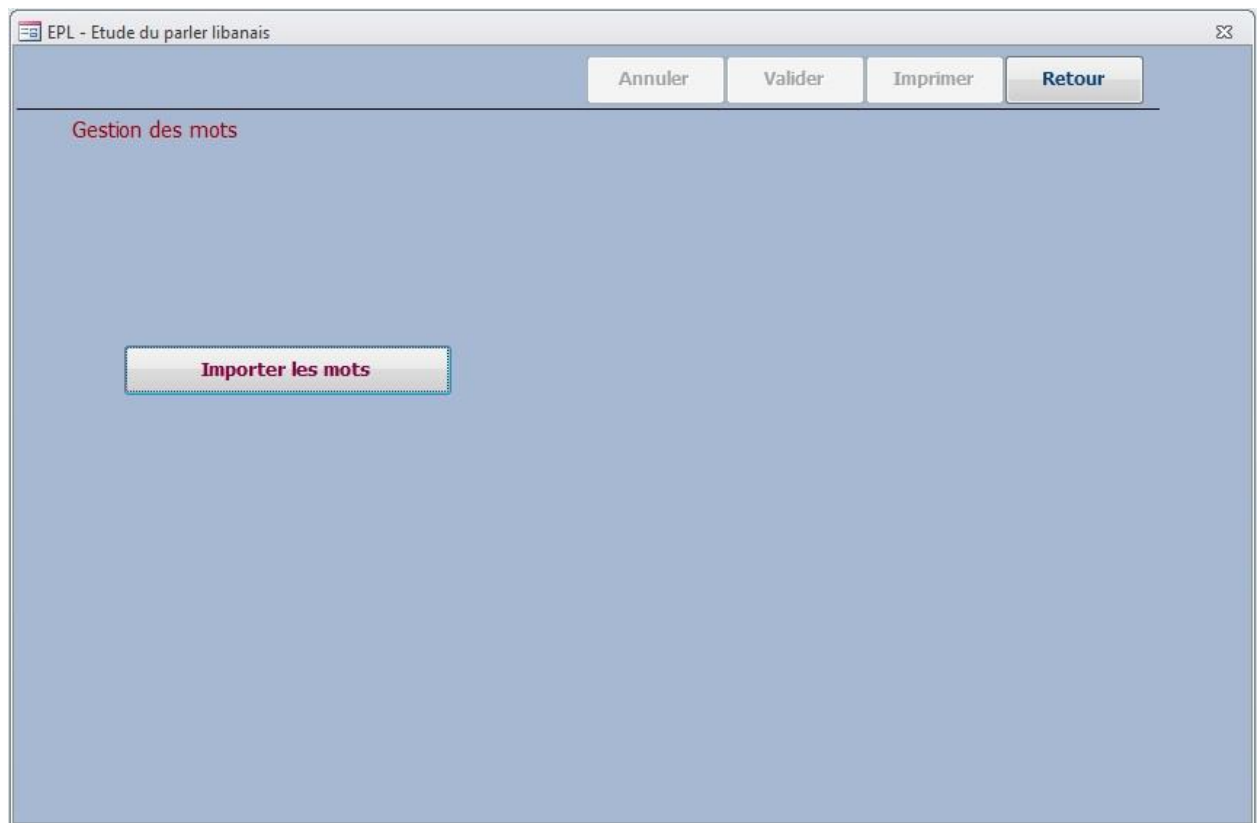 EPL - Etude du parler libanais
Annuler Valider Imprimer Retour
Gestion des mots
Importer les mots